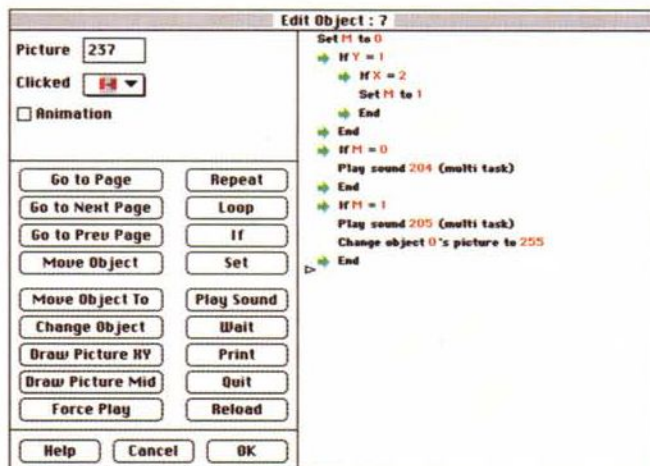 Edit Object : 7
Picture 237
Clicked
Animation
Go to Page
Repeat
Go to Next Page
Loop
Go to Prev Page
If
Move Object
Set
Move Object To
Play Sound
Change Object
Wait
Draw Picture XY
Print
Draw Picture Mid
Quit
Force Play
Reload
Help
Cancel
OK
Set M to 0
If Y = 1
If X = 2
Set M to 1
End
End
If M = 0
Play sound 204 (multi task)
End
If M = 1
Play sound 205 (multi task)
Change object 0's picture to 255
End